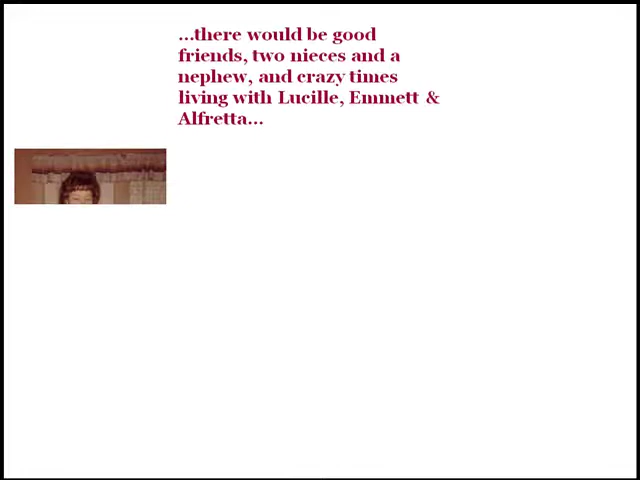 ...there would be good
friends, two nieces and a
nephew, and crazy times
living with Lucille, Emmett &
Alfretta...